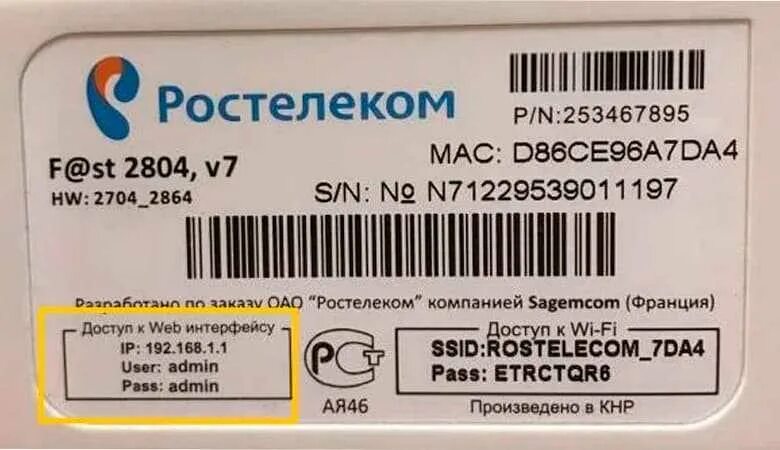 Ростелеком
P/N:253467895
F@st 2804, v7
MAC: D86CE96A7DA4
HW: 2704_2864
S/N: № N71229539011197
Разработано по заказу ОАО "Ростелеком" компанией Sagemcom (Франция)
Доступ к Web интерфейсу
IP: 192.168.1.1
User: admin
Pass: admin
РСТ
АЯ46
Доступ к Wi-Fi
SSID:ROSTELECOM_7DA4
Pass: ETRCTQR6
Произведено в КНР